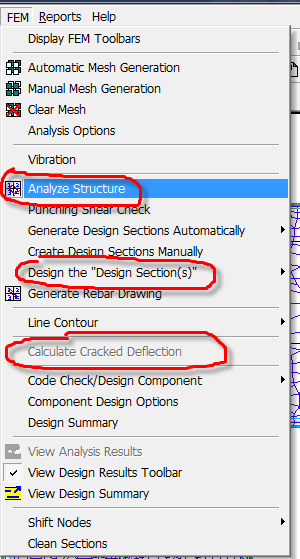 FEM Reports Help
Display FEM Toolbars
Automatic Mesh Generation
Manual Mesh Generation
Clear Mesh
Analysis Options
Vibration
Analyze Structure
Punching Shear Check
Generate Design Sections Automatically
Create Design Sections Manually
Design the "Design Section(s)"
Generate Rebar Drawing
Line Contour
Calculate Cracked Deflection
Code Check/Design Component
Component Design Options
Design Summary
View Analysis Results
View Design Results Toolbar
View Design Summary
Shift Nodes
Clean Sections